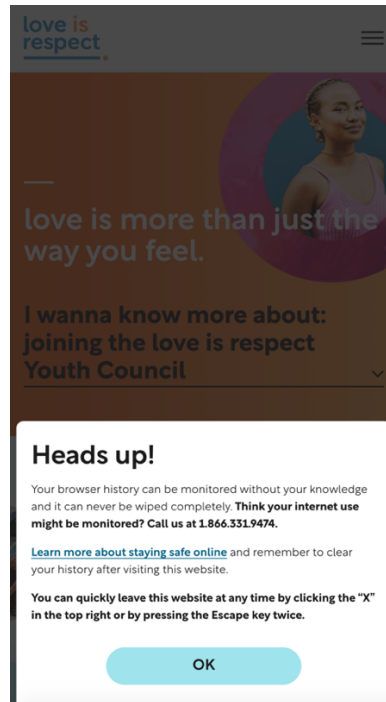 love is
respect
love is more than just the
way you feel.
I wanna know more about:
joining the love is respect
Youth Council
Heads up!
Your browser history can be monitored without your knowledge
and it can never be wiped completely. Think your internet use
might be monitored? Call us at 1.866.331.9474.
Learn more about staying safe online and remember to clear
your history after visiting this website.
You can quickly leave this website at any time by clicking the “X”
in the top right or by pressing the Escape key twice.
OK